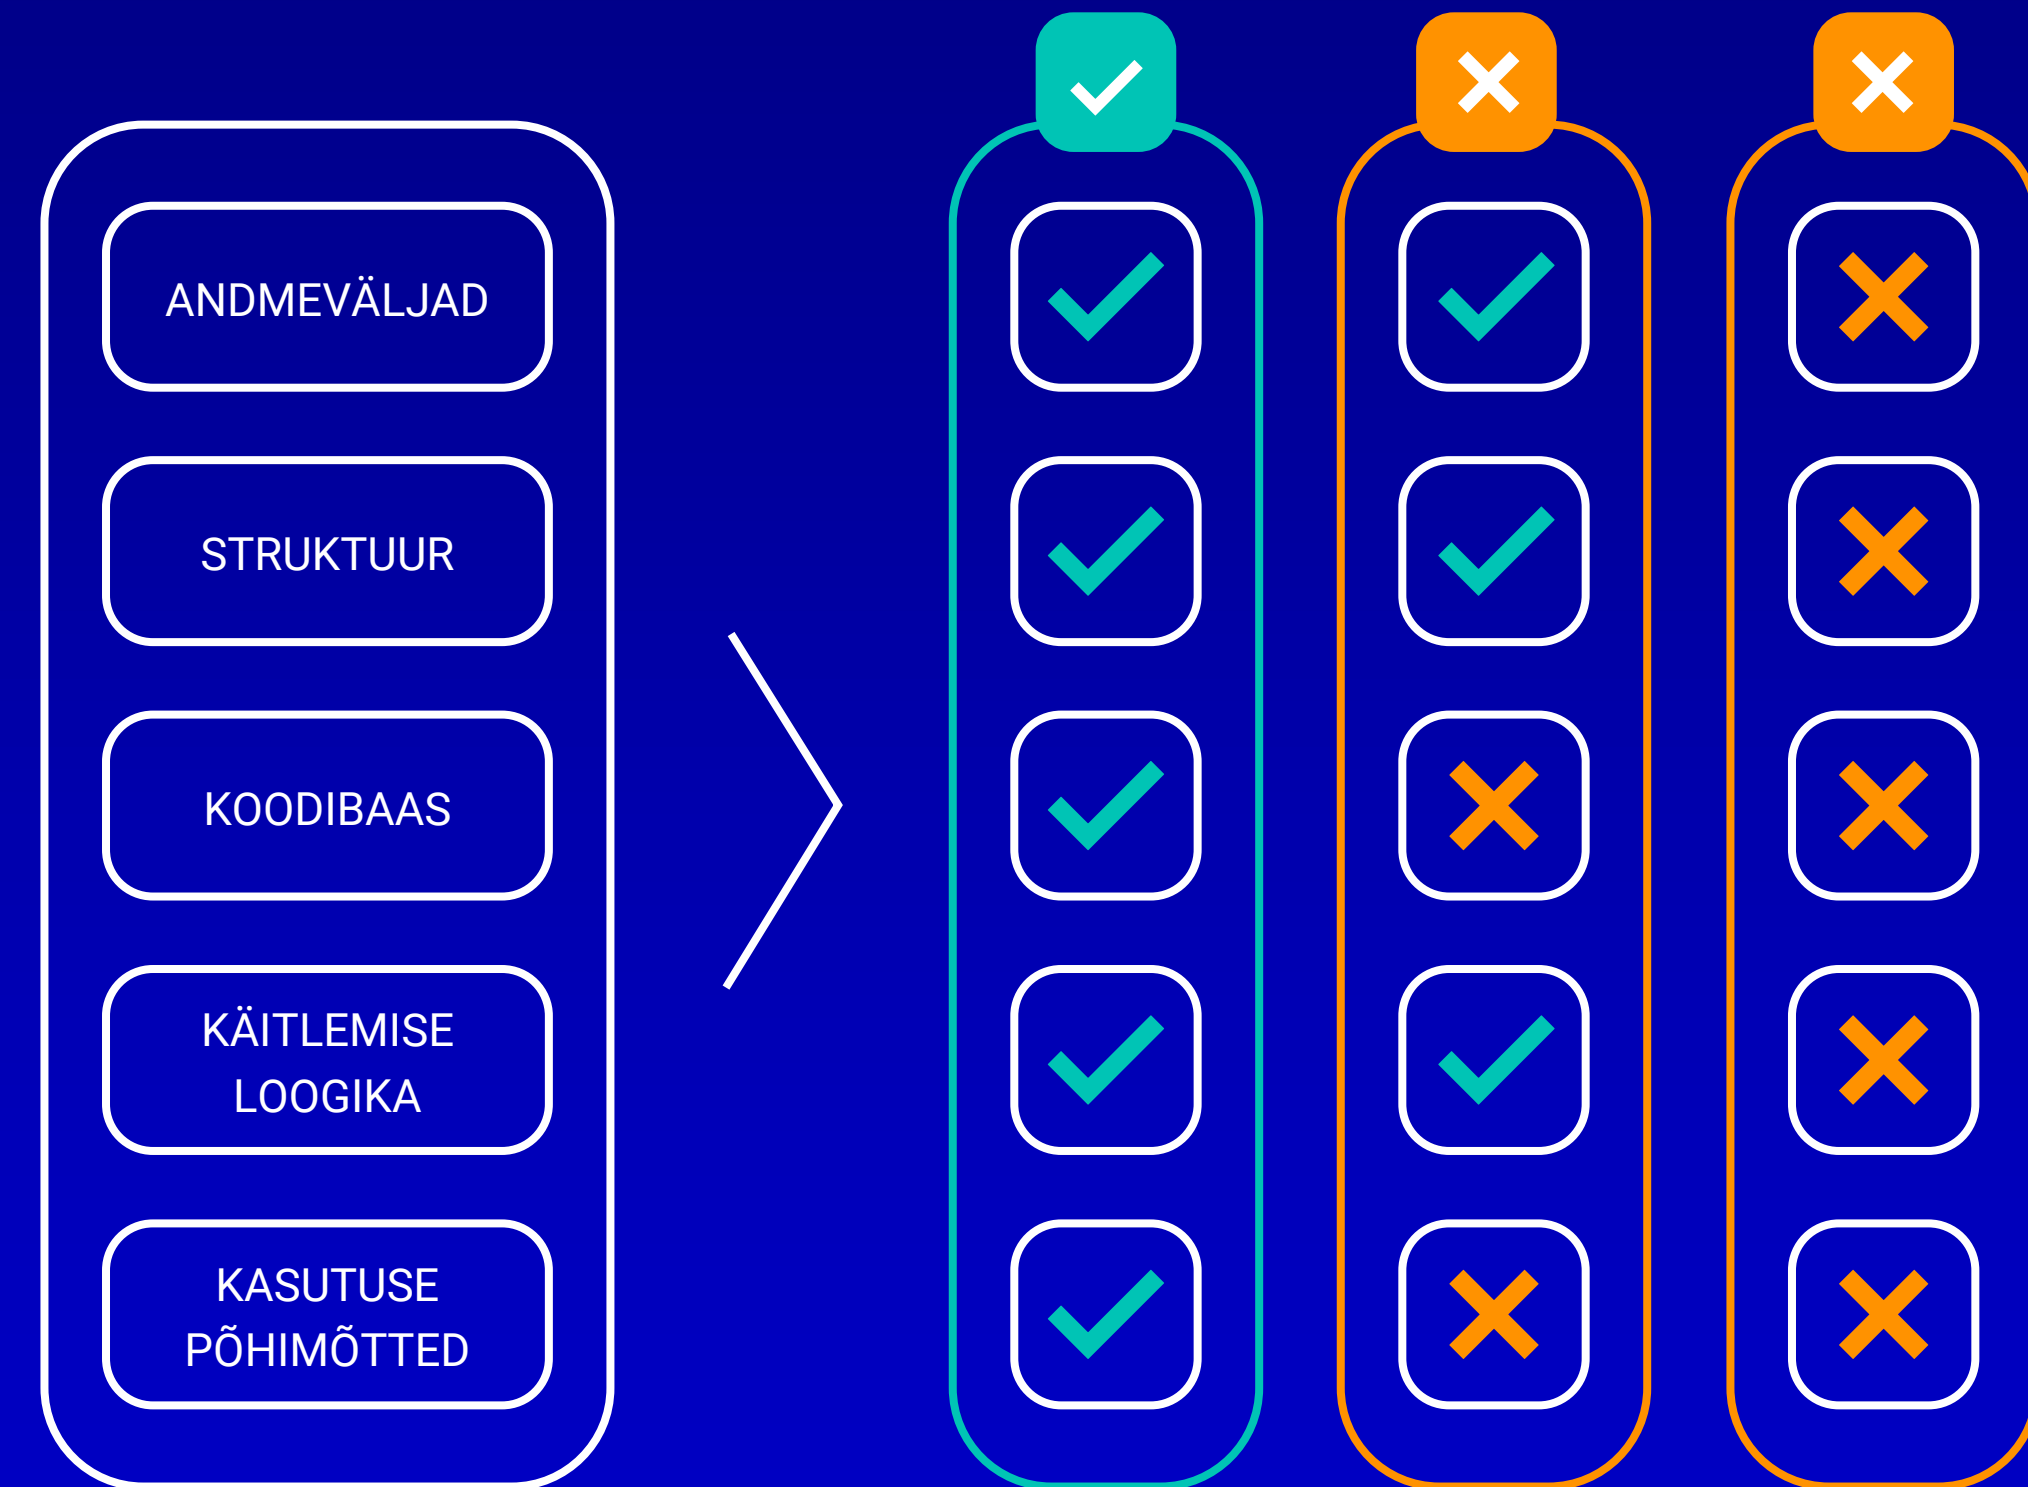 ANDMEVÄLJAD
STRUKTUUR
KOODIBAAS
KÄITLEMISE
LOOGIKA
KASUTUSE
PÕHIMÕTTED